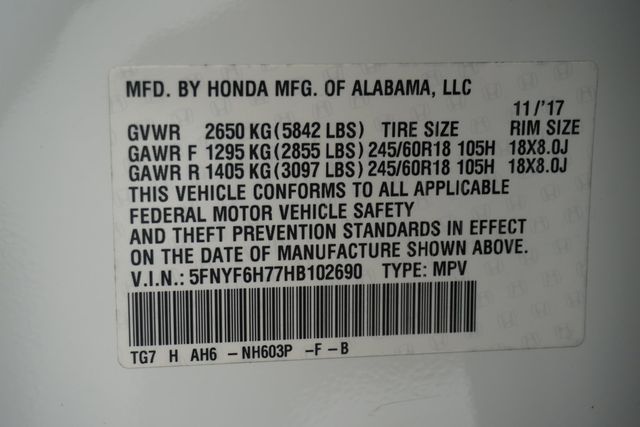 MFD. BY HONDA MFG. OF ALABAMA, LLC
11/'17
GVWR 2650 KG (5842 LBS) TIRE SIZE RIM SIZE
GAWR F 1295 KG (2855 LBS) 245/60R18 105H 18X8.0J
GAWR R 1405 KG (3097 LBS) 245/60R18 105H 18X8.0J
THIS VEHICLE CONFORMS TO ALL APPLICABLE
FEDERAL MOTOR VEHICLE SAFETY
AND THEFT PREVENTION STANDARDS IN EFFECT
ON THE DATE OF MANUFACTURE SHOWN ABOVE.
V.I.N.: 5FNYF6H77HB102690 TYPE: MPV
TG7 H AH6 -NH603P -F-B